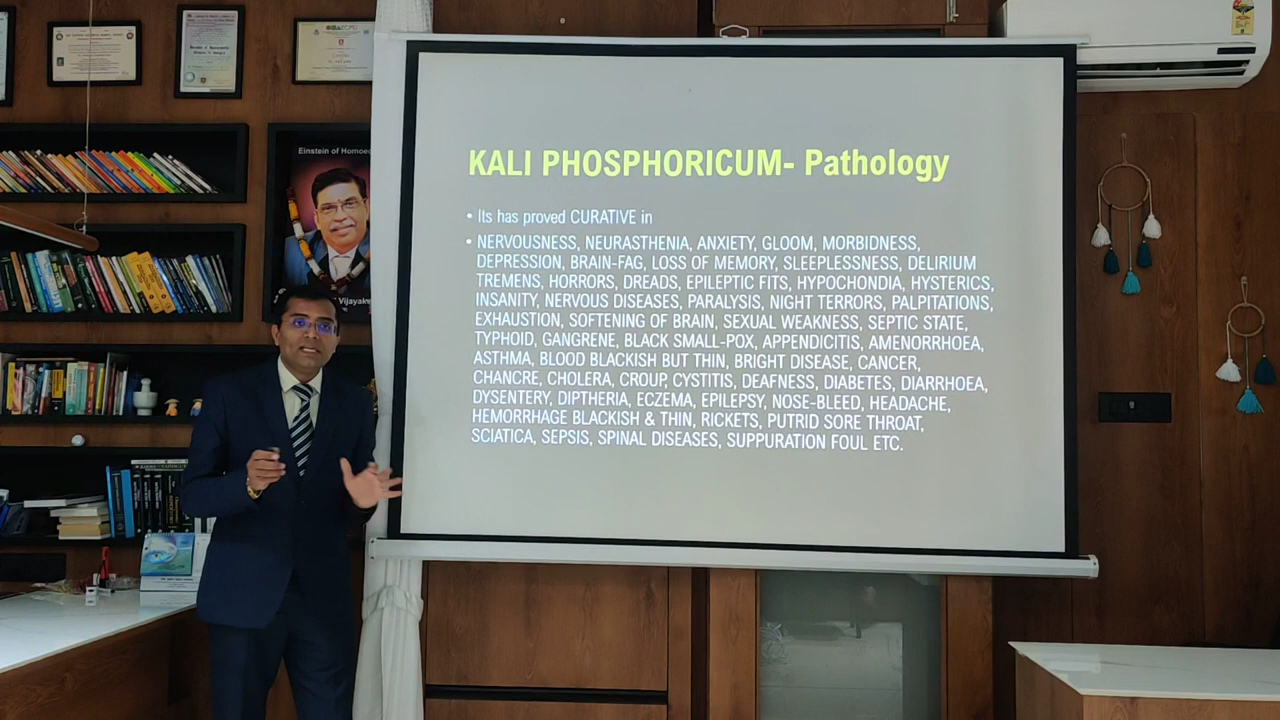 Einstein of Homoeo
Vijayak
KALI PHOSPHORICUM- Pathology
• Its has proved CURATIVE in
• NERVOUSNESS, NEURASTHENIA, ANXIETY, GLOOM, MORBIDNESS,
DEPRESSION, BRAIN-FAG, LOSS OF MEMORY, SLEEPLESSNESS, DELIRIUM
TREMENS, HORRORS, DREADS, EPILEPTIC FITS, HYPOCHONDIA, HYSTERICS,
INSANITY, NERVOUS DISEASES, PARALYSIS, NIGHT TERRORS, PALPITATIONS,
EXHAUSTION, SOFTENING OF BRAIN, SEXUAL WEAKNESS, SEPTIC STATE,
TYPHOID, GANGRENE, BLACK SMALL-POX, APPENDICITIS, AMENORRHOEA,
ASTHMA, BLOOD BLACKISH BUT THIN, BRIGHT DISEASE, CANCER,
CHANCRE, CHOLERA, CROUP, CYSTITIS, DEAFNESS, DIABETES, DIARRHOEA,
DYSENTERY, DIPTHERIA, ECZEMA, EPILEPSY, NOSE-BLEED, HEADACHE,
HEMORRHAGE BLACKISH & THIN, RICKETS, PUTRID SORE THROAT,
SCIATICA, SEPSIS, SPINAL DISEASES, SUPPURATION FOUL ETC.